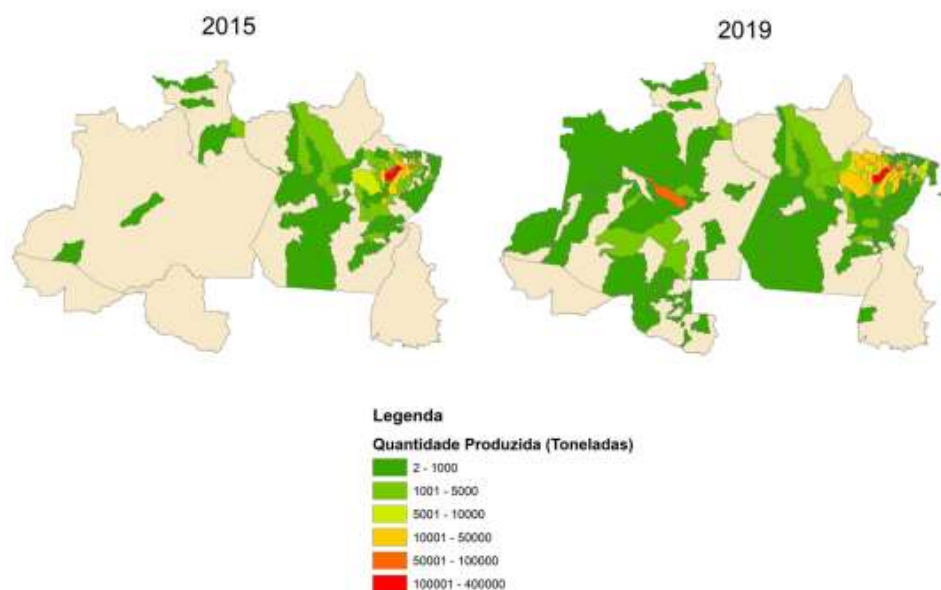 2015
2019
Legenda
Quantidade Produzida (Toneladas)
2 - 1000
1001 - 5000
5001 - 10000
10001 - 50000
50001 - 100000
100001 - 400000